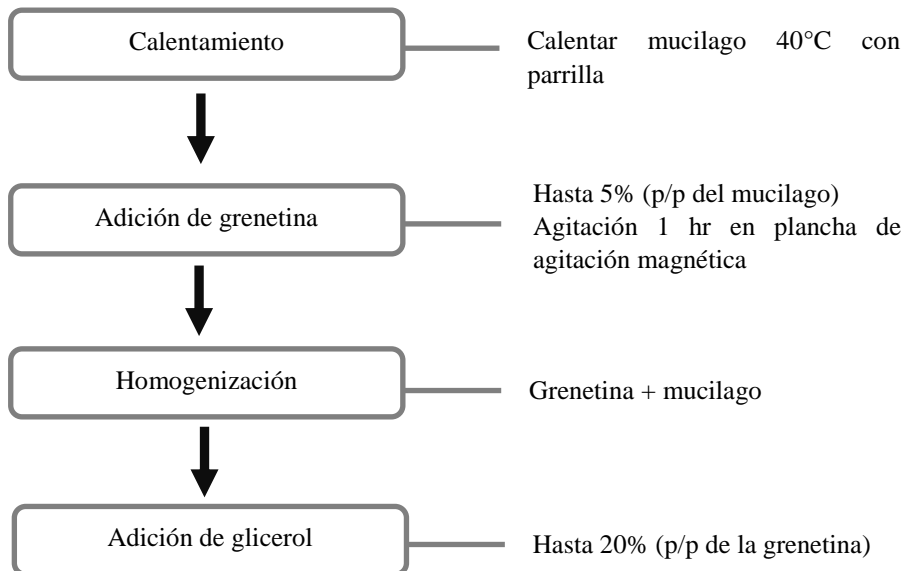 Calentamiento
Calentar mucilago 40°C con
parrilla
Adición de grenetina
Hasta 5% (p/p del mucilago)
Agitación 1 hr en plancha de
agitación magnética
Homogenización
Grenetina + mucilago
Adición de glicerol
Hasta 20% (p/p de la grenetina)